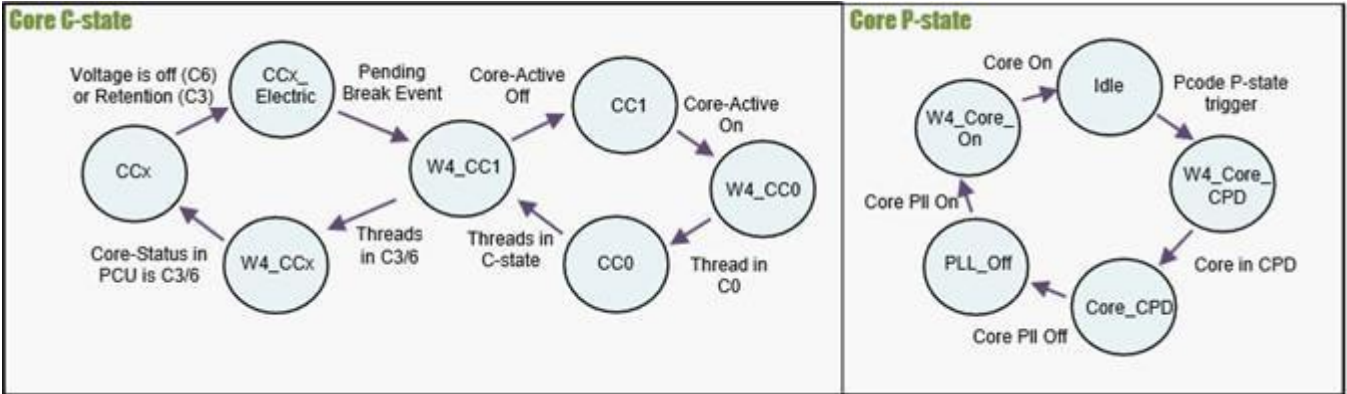 Core C-state
Voltage is off (C6)
or Retention (C3)
CCx_
Electric
Pending
Break Event
Core-Active
Off
CC1
Core-Active
On
CCx
W4_CC1
W4_CC0
Core-Status in
PCU is C3/6
W4_CCx
Threads
in C3/6
Threads in
C-state
CC0
Thread in
C0
Core P-state
Core On
Idle
Pcode P-state
trigger
W4_Core_
On
W4_Core_
CPD
Core Pll On
PLL_Off
Core in CPD
Core_CPD
Core Pll Off